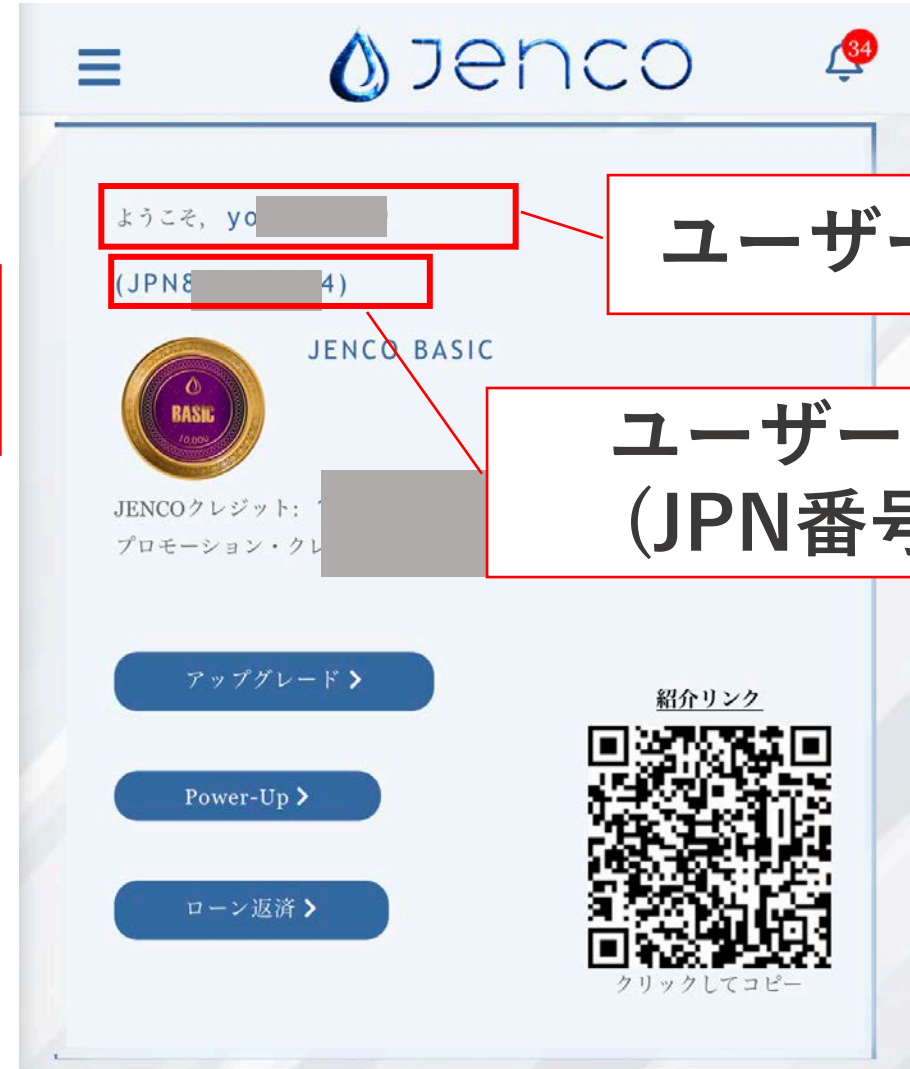 Jenco
34
ようこそ, yo
ユーザー
(JPN8 4)
JENCO BASIC
BASIC
10,000
ユーザー
(JPN番号
JENCOクレジット:
プロモーション・クレ
アップグレード
紹介リンク
Power-Up
ローン返済
クリックしてコピー